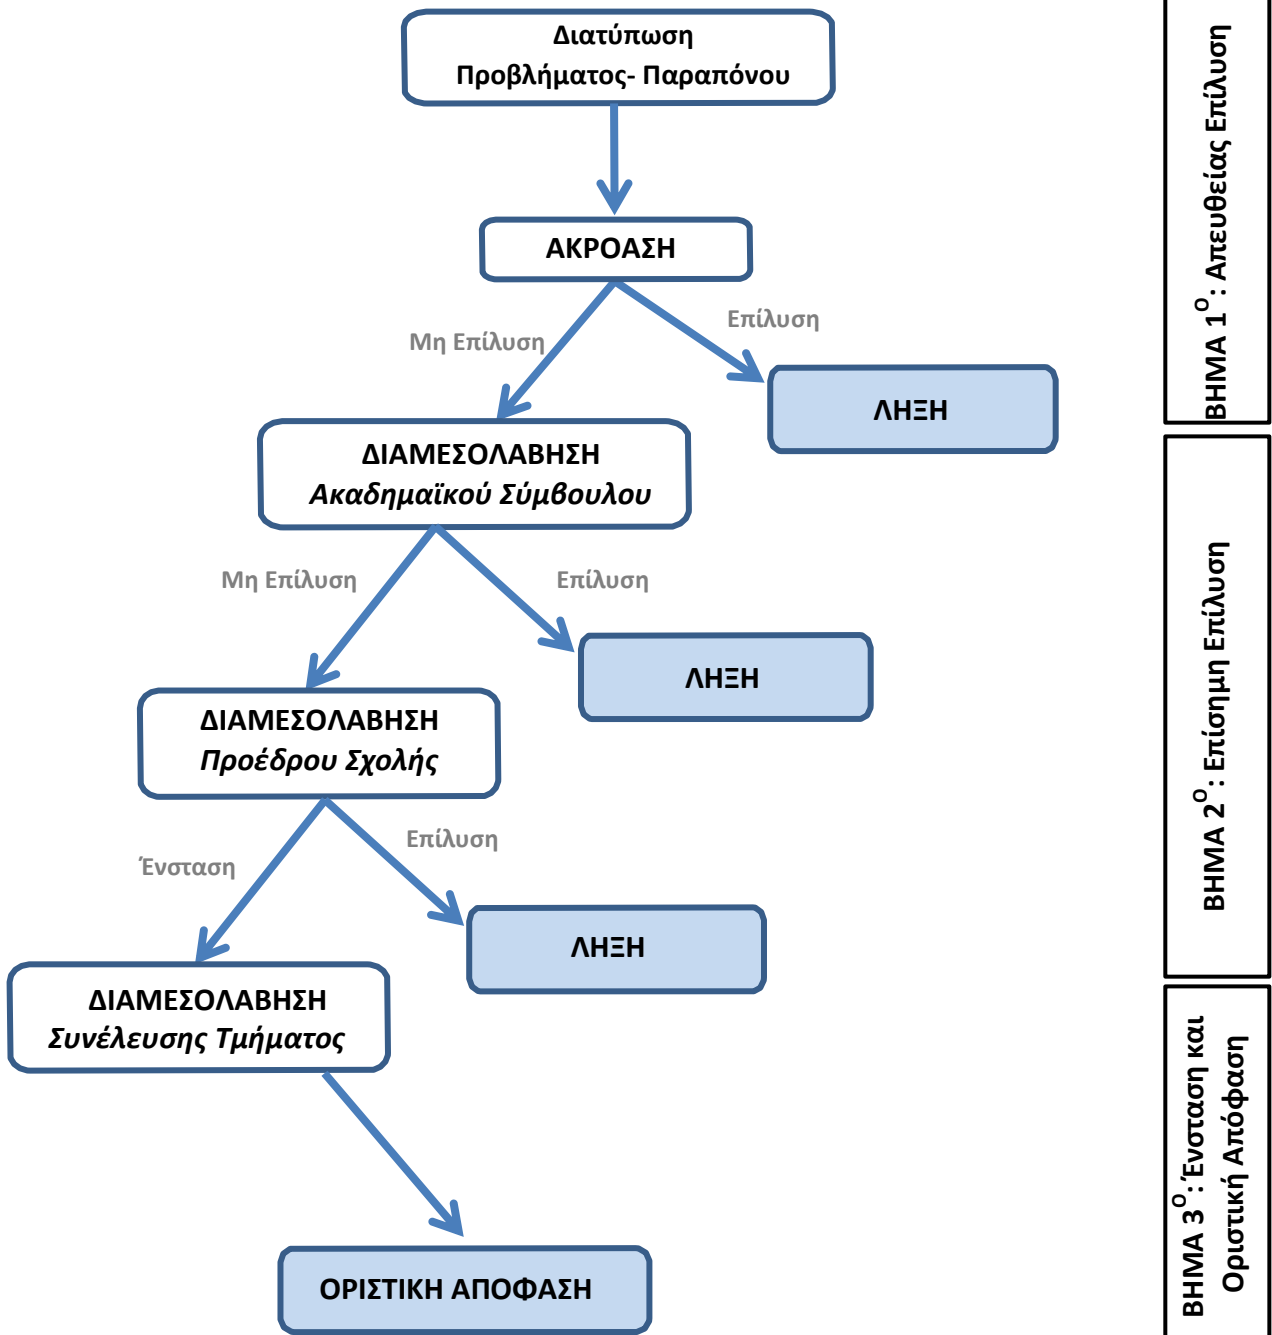 Διατύπωση
Προβλήματος- Παραπόνου
ΑΚΡΟΑΣΗ
Μη Επίλυση
Επίλυση
ΛΗΞΗ
ΔΙΑΜΕΣΟΛΑΒΗΣΗ
Ακαδημαϊκού Σύμβουλου
Μη Επίλυση
Επίλυση
ΛΗΞΗ
ΔΙΑΜΕΣΟΛΑΒΗΣΗ
Προέδρου Σχολής
Ένσταση
Επίλυση
ΛΗΞΗ
ΔΙΑΜΕΣΟΛΑΒΗΣΗ
Συνέλευσης Τμήματος
ΟΡΙΣΤΙΚΗ ΑΠΟΦΑΣΗ
ΒΗΜΑ 1Ο: Απευθείας Επίλυση
ΒΗΜΑ 2Ο: Επίσημη Επίλυση
ΒΗΜΑ 3Ο: Ένσταση και
Οριστική Απόφαση